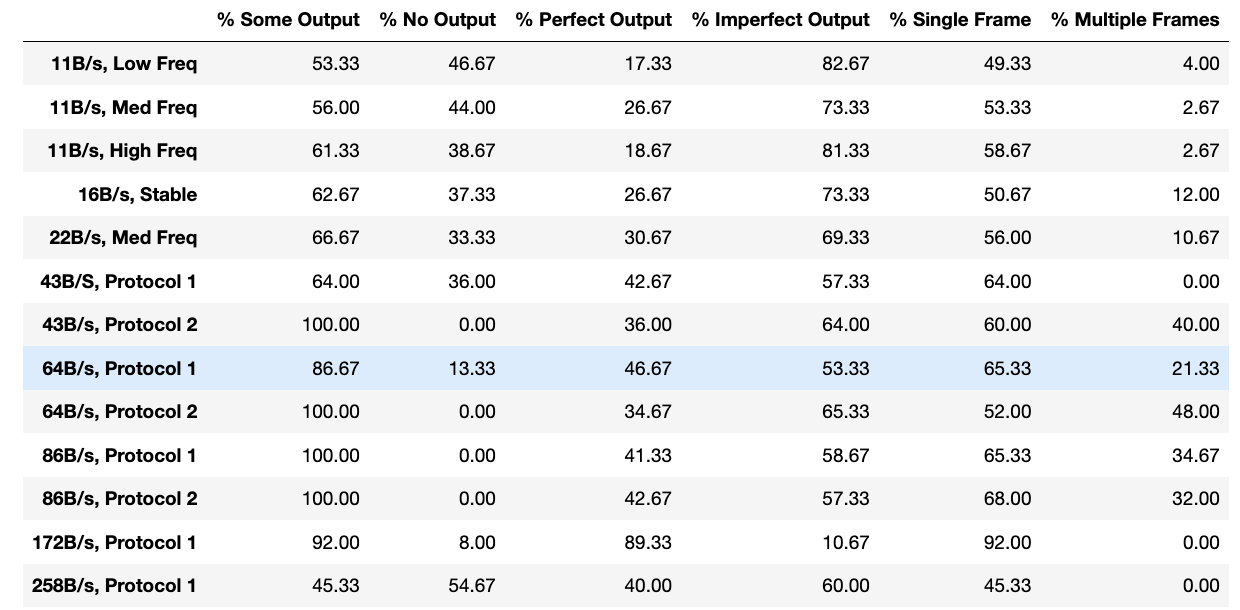 % Some Output % No Output % Perfect Output % Imperfect Output % Single Frame % Multiple Frames
11B/s, Low Freq 53.33 46.67 17.33 82.67 49.33 4.00
11B/s, Med Freq 56.00 44.00 26.67 73.33 53.33 2.67
11B/s, High Freq 61.33 38.67 18.67 81.33 58.67 2.67
16B/s, Stable 62.67 37.33 26.67 73.33 50.67 12.00
22B/s, Med Freq 66.67 33.33 30.67 69.33 56.00 10.67
43B/S, Protocol 1 64.00 36.00 42.67 57.33 64.00 0.00
43B/s, Protocol 2 100.00 0.00 36.00 64.00 60.00 40.00
64B/s, Protocol 1 86.67 13.33 46.67 53.33 65.33 21.33
64B/s, Protocol 2 100.00 0.00 34.67 65.33 52.00 48.00
86B/s, Protocol 1 100.00 0.00 41.33 58.67 65.33 34.67
86B/s, Protocol 2 100.00 0.00 42.67 57.33 68.00 32.00
172B/s, Protocol 1 92.00 8.00 89.33 10.67 92.00 0.00
258B/s, Protocol 1 45.33 54.67 40.00 60.00 45.33 0.00